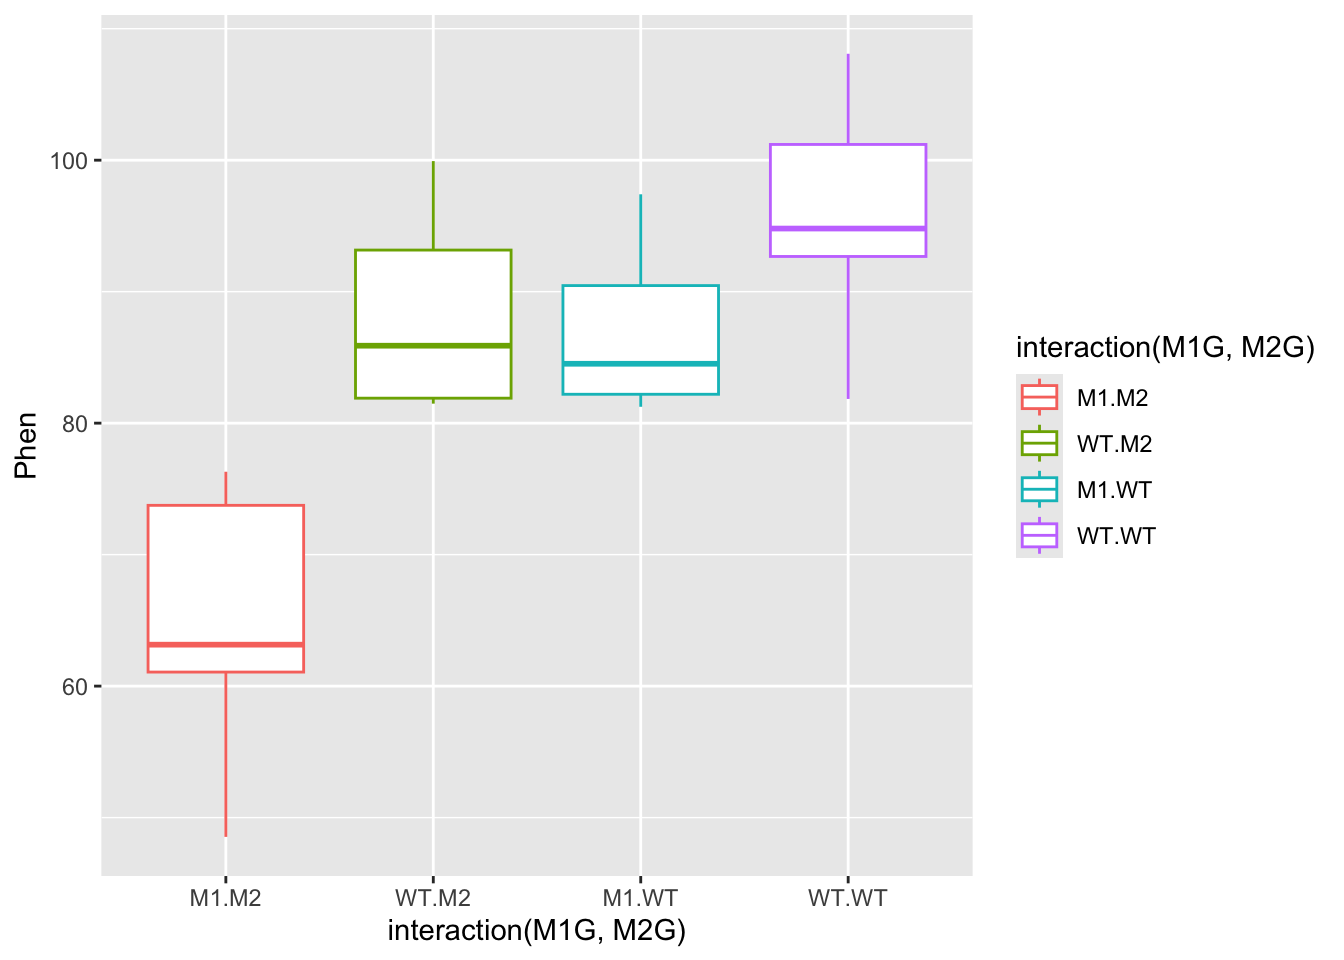 Phen
100
80
60
M1.M2
WT.M2
M1.WT
WT.WT
interaction(M1G, M2G)
interaction(M1G, M2G)
M1.M2
WT.M2
M1.WT
WT.WT